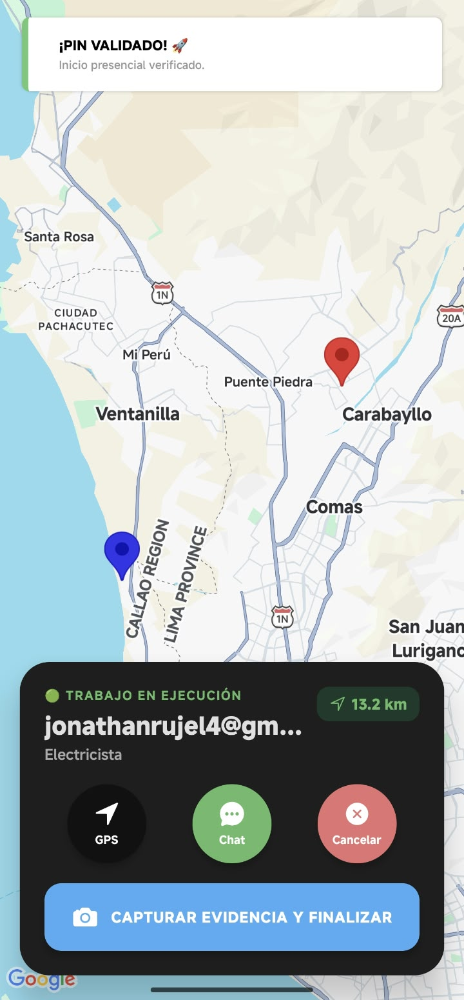 ¡PIN VALIDADO! 🚀
Inicio presencial verificado.
Santa Rosa
1N
CIUDAD
PACHACUTEC
20A
Mi Perú
Puente Piedra
Ventanilla
Carabayllo
Comas
CALLAO REGION
LIMA PROVINCE
1N
San Juan
Luriganc
TRABAJO EN EJECUCIÓN
13.2 km
jonathanrujel4@gm...
Electricista
GPS
Chat
Cancelar
CAPTURAR EVIDENCIA Y FINALIZAR
Google